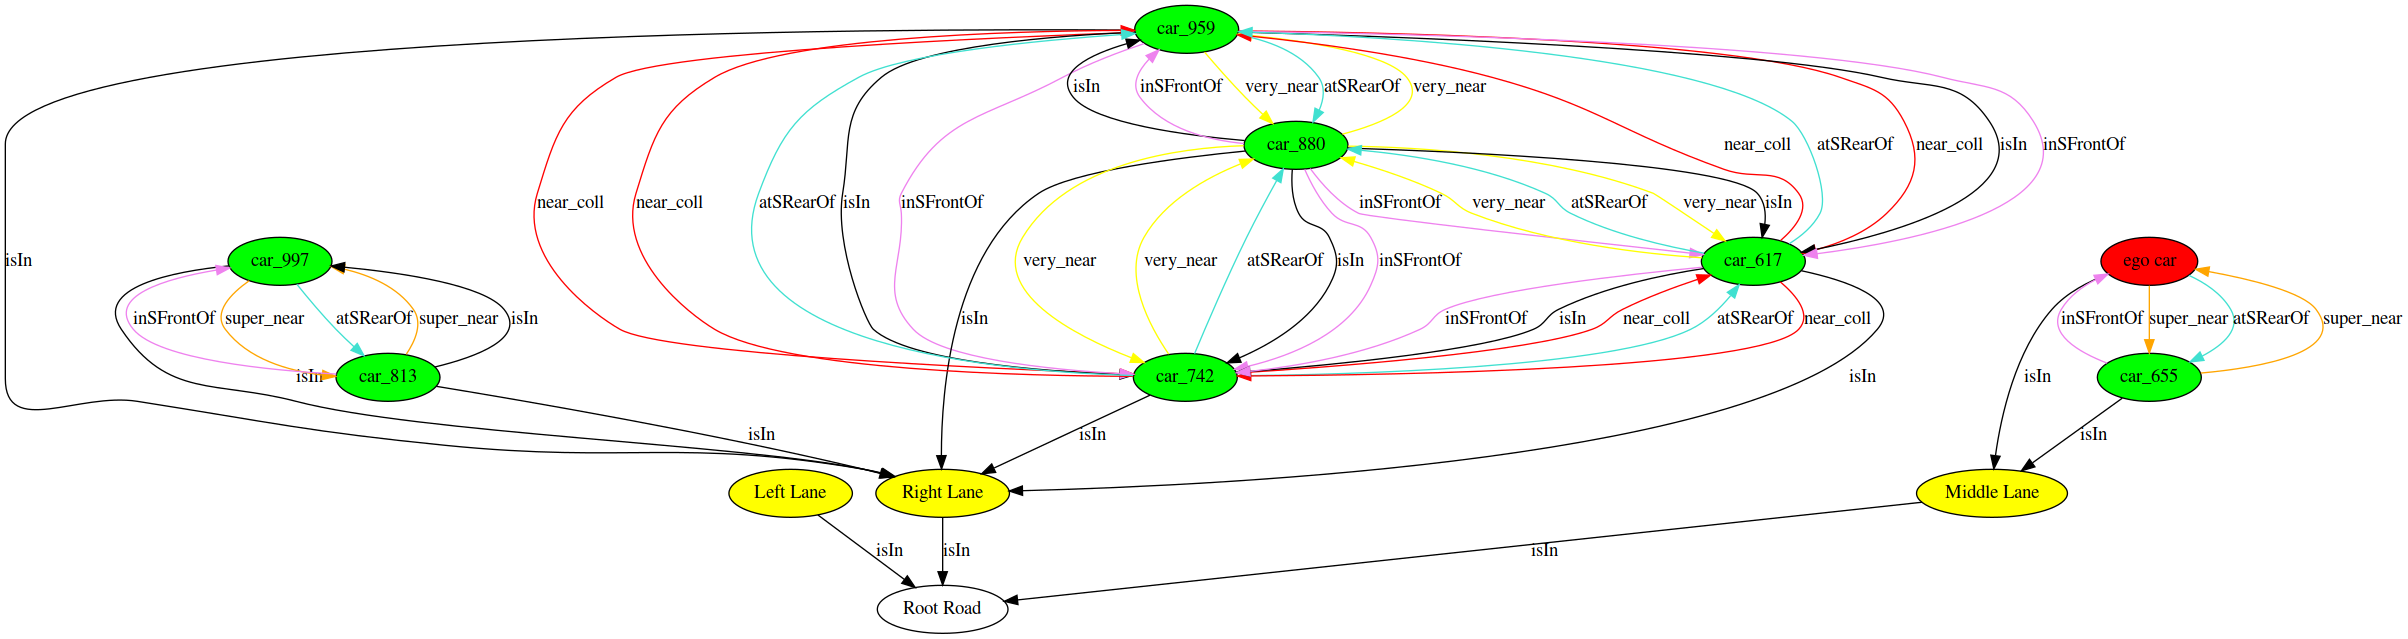 car_959
isIn inSFrontOf very_near atSRearOf very_near
car_880 near_coll atSRearOf near_coll isIn inSFrontOf
near_coll near_coll atSRearOf isIn inSFrontOf inSFrontOf very_near atSRearOf very_near isIn
isIn car_997 very_near very_near atSRearOf isIn inSFrontOf car_617 ego car
inSFrontOf super_near atSRearOf super_near isIn isIn inSFrontOf isIn near_coll atSRearOf near_coll inSFrontOf super_near atSRearOf super_near
isIn car_813 car_742 isIn isIn car_655
isIn isIn isIn
Left Lane Right Lane Middle Lane
isIn isIn isIn
Root Road